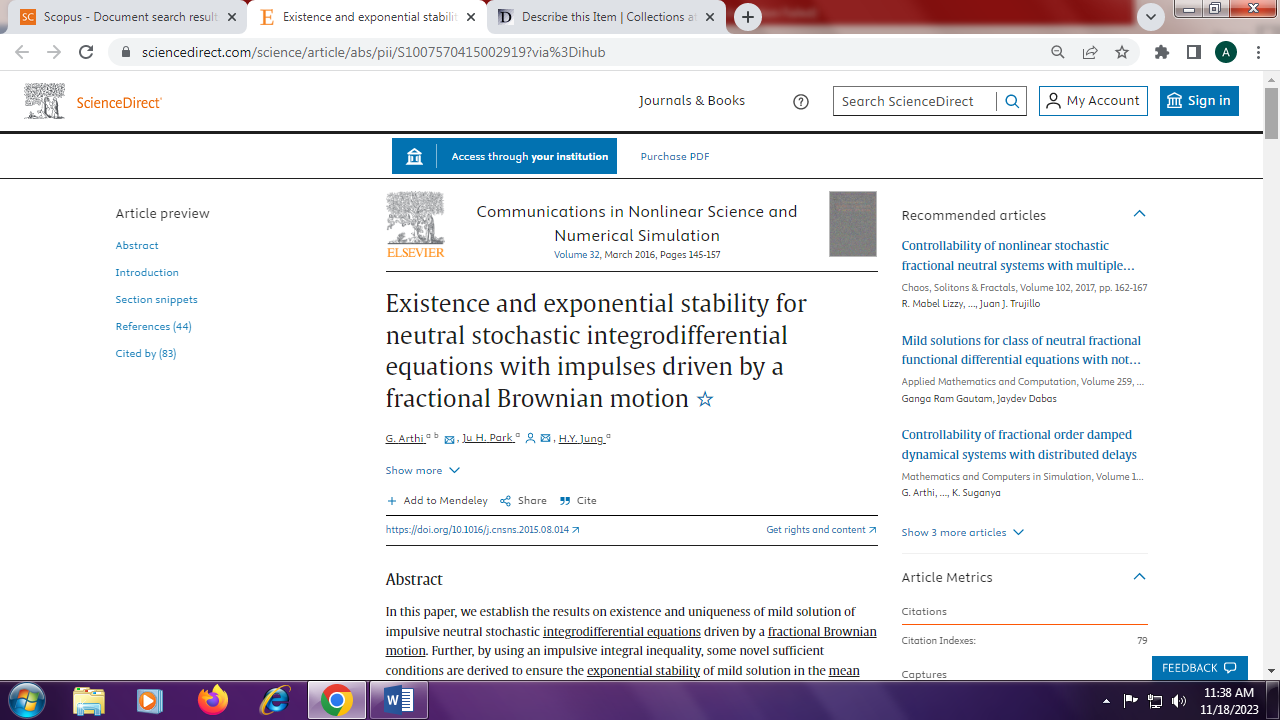 Scopus - Document search result
Existence and exponential stabilit
Describe this Item | Collections a
sciencedirect.com/science/article/abs/pii/S1007570415002919?via%3Dihub
A
ScienceDirect
Journals & Books
Search ScienceDirect
My Account
Sign in
Access through your institution
Purchase PDF
Article preview
Abstract
Introduction
Section snippets
References (44)
Cited by (83)
ELSEVIER
Communications in Nonlinear Science and
Numerical Simulation
Volume 32, March 2016, Pages 145-157
Existence and exponential stability for
neutral stochastic integrodifferential
equations with impulses driven by a
fractional Brownian motion ☆
G. Arthi a b, Ju H. Park a, H.Y. Jung a
Show more
+ Add to Mendeley Share Cite
https://doi.org/10.1016/j.cnsns.2015.08.014 ↗ Get rights and content ↗
Abstract
In this paper, we establish the results on existence and uniqueness of mild solution of
impulsive neutral stochastic integrodifferential equations driven by a fractional Brownian
motion. Further, by using an impulsive integral inequality, some novel sufficient
conditions are derived to ensure the exponential stability of mild solution in the mean
Recommended articles
Controllability of nonlinear stochastic
fractional neutral systems with multiple…
Chaos, Solitons & Fractals, Volume 102, 2017, pp. 162-167
R. Mabel Lizzy, …, Juan J. Trujillo
Mild solutions for class of neutral fractional
functional differential equations with not…
Applied Mathematics and Computation, Volume 259, …
Ganga Ram Gautam, Jaydev Dabas
Controllability of fractional order damped
dynamical systems with distributed delays
Mathematics and Computers in Simulation, Volume 1…
G. Arthi, …, K. Suganya
Show 3 more articles
Article Metrics
Citations
Citation Indexes: 79
Captures
FEEDBACK
11:38 AM
11/18/2023